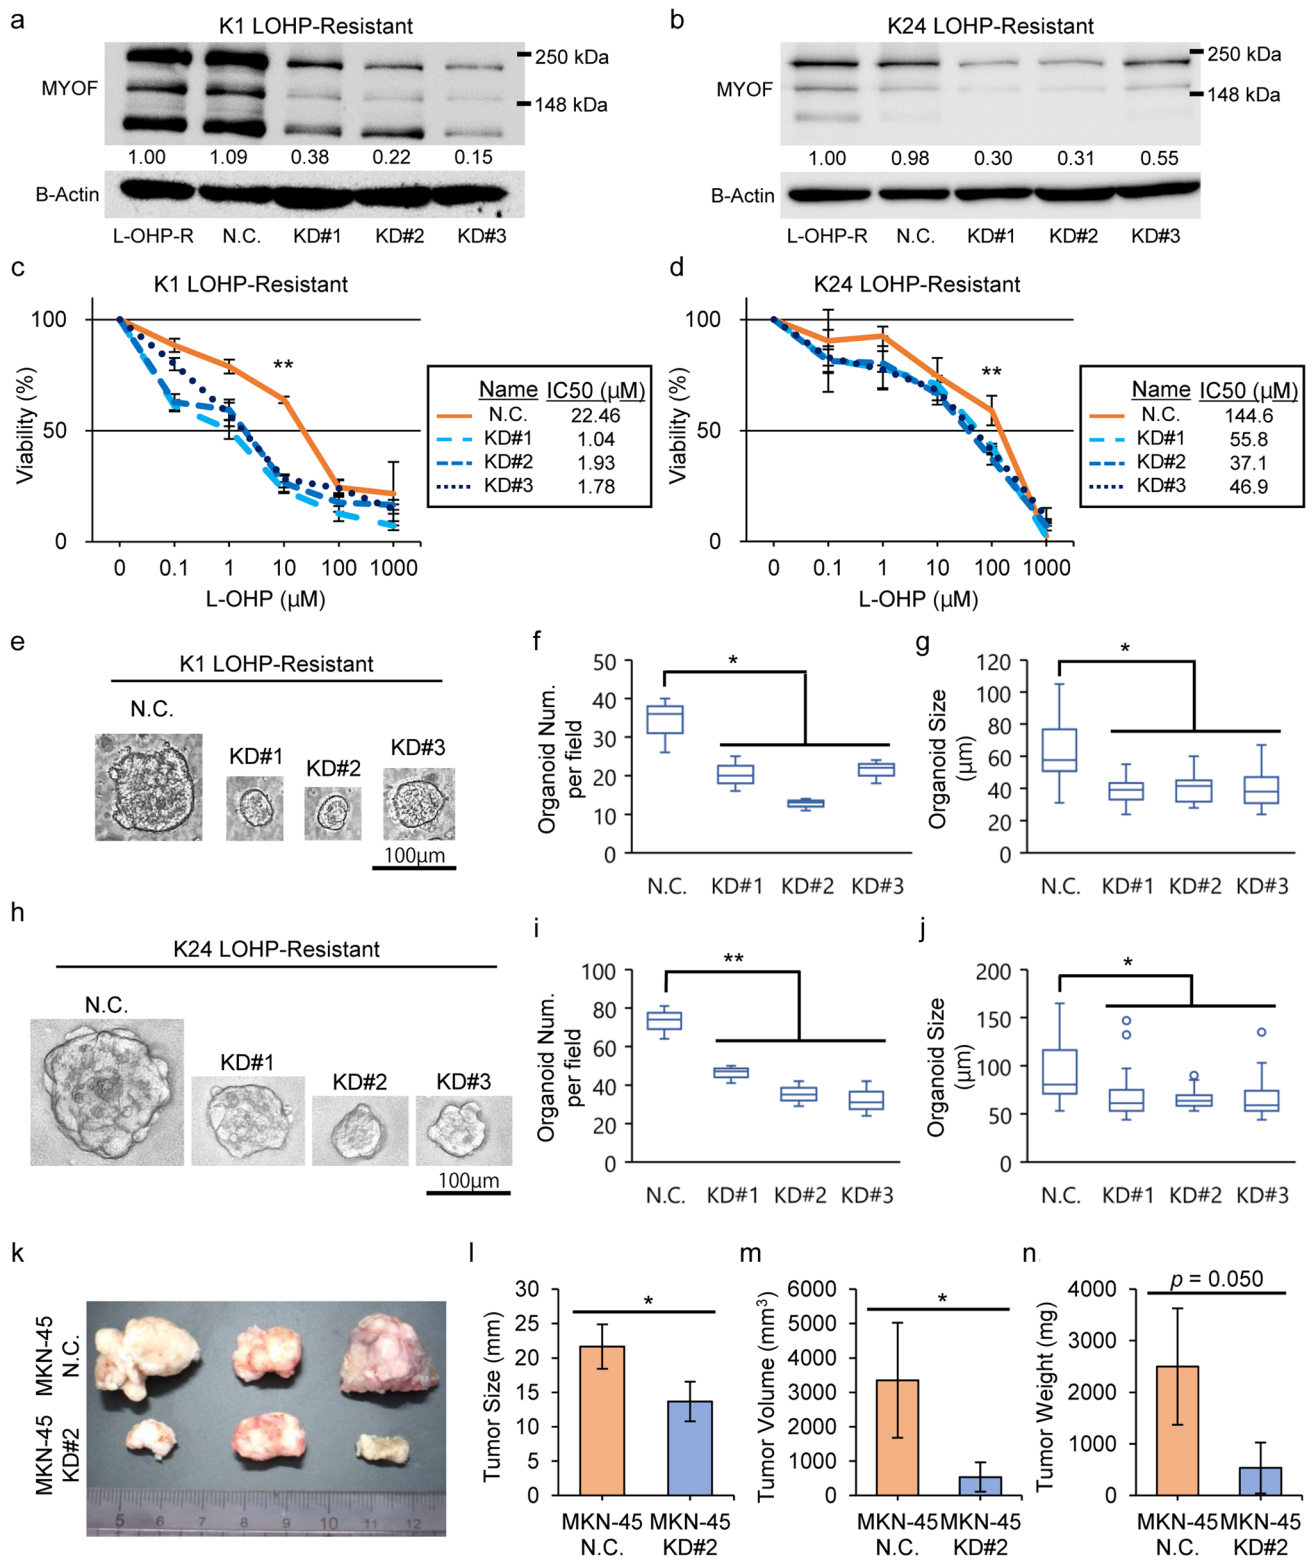 a
K1 LOHP-Resistant
MYOF
250 kDa
148 kDa
1.00 1.09 0.38 0.22 0.15
B-Actin
L-OHP-R N.C. KD#1 KD#2 KD#3
b
K24 LOHP-Resistant
MYOF
250 kDa
148 kDa
1.00 0.98 0.30 0.31 0.55
B-Actin
L-OHP-R N.C. KD#1 KD#2 KD#3
c
K1 LOHP-Resistant
Viability (%)
100
50
0
**
0 0.1 1 10 100 1000
L-OHP (μM)
Name IC50 (μM)
N.C. 22.46
KD#1 1.04
KD#2 1.93
KD#3 1.78
d
K24 LOHP-Resistant
Viability (%)
100
50
0
**
0 0.1 1 10 100 1000
L-OHP (μM)
Name IC50 (μM)
N.C. 144.6
KD#1 55.8
KD#2 37.1
KD#3 46.9
e
K1 LOHP-Resistant
N.C.
KD#1
KD#2
KD#3
100μm
f
Organoid Num.
per field
50
40
30
20
10
0
*
N.C. KD#1 KD#2 KD#3
g
Organoid Size
(μm)
120
100
80
60
40
20
0
*
N.C. KD#1 KD#2 KD#3
h
K24 LOHP-Resistant
N.C.
KD#1
KD#2
KD#3
100μm
i
Organoid Num.
per field
100
80
60
40
20
0
**
N.C. KD#1 KD#2 KD#3
j
Organoid Size
(μm)
200
150
100
50
0
*
N.C. KD#1 KD#2 KD#3
k
MKN-45
N.C.
MKN-45
KD#2
5 6 7 8 9 10 11 12
l
Tumor Size (mm)
30
25
20
15
10
5
0
*
MKN-45 MKN-45
N.C. KD#2
m
Tumor Volume (mm³)
6000
5000
4000
3000
2000
1000
0
*
MKN-45 MKN-45
N.C. KD#2
n
Tumor Weight (mg)
4000
3000
2000
1000
0
p = 0.050
MKN-45 MKN-45
N.C. KD#2